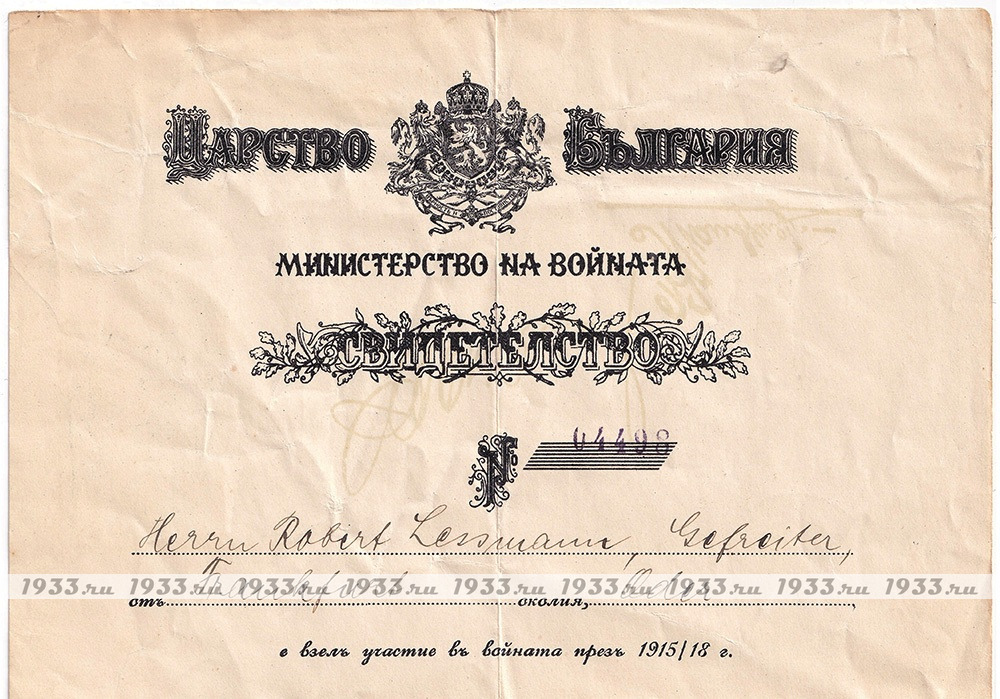 Царство България
МИНИСТЕРСТВО НА ВОЙНАТА
СВИДЕТЕЛСТВО
№ 04498
Herrn Robert Lessmann, Gefreiter,
1933.ru 1933.ru 1933.ru 1933.ru 1933.ru 1933.ru 1933.ru 1933.ru 1933.ru
отъ Frankfurt околия, Oder,
е взелъ участие въ войната презъ 1915/18 г.